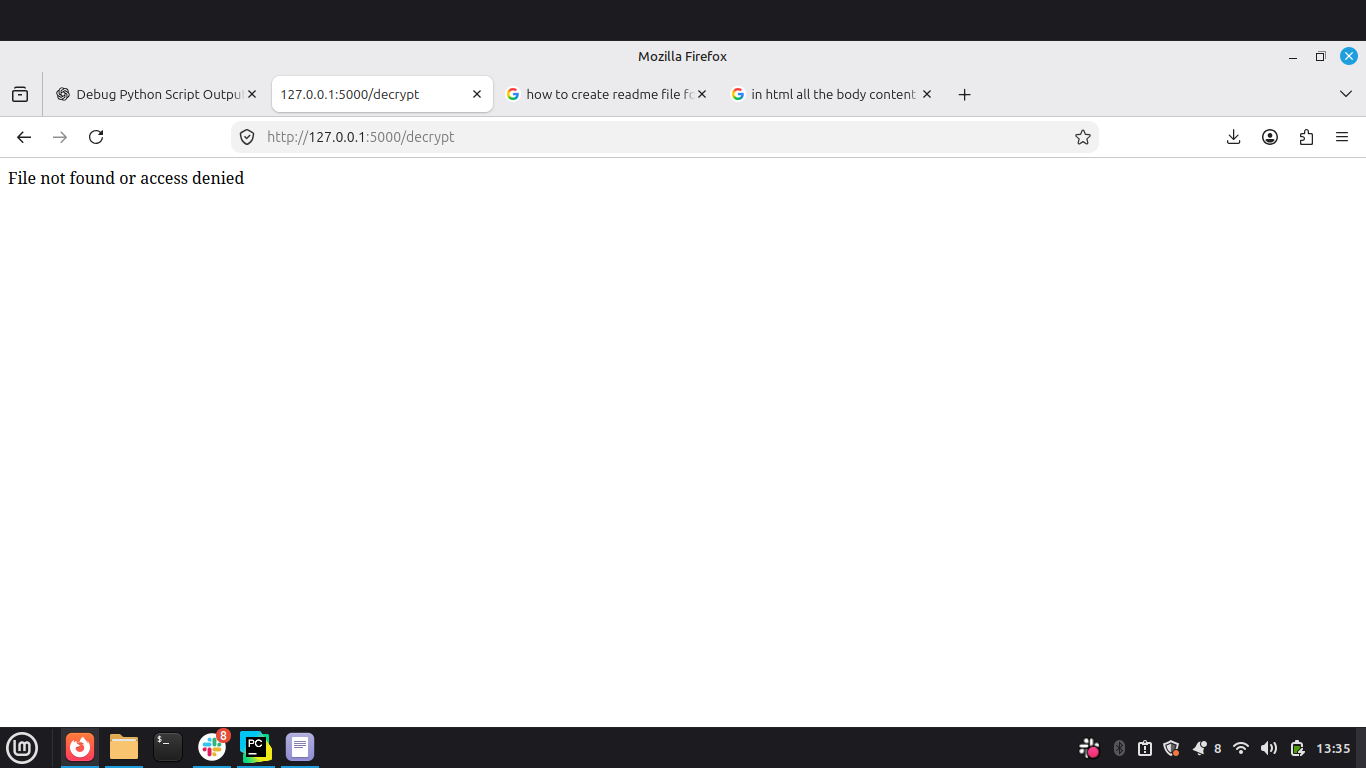 Mozilla Firefox
Debug Python Script Outpu
127.0.0.1:5000/decrypt
how to create readme file fo
in html all the body content
http://127.0.0.1:5000/decrypt
File not found or access denied
lm
$_
8
PC
8
13:35